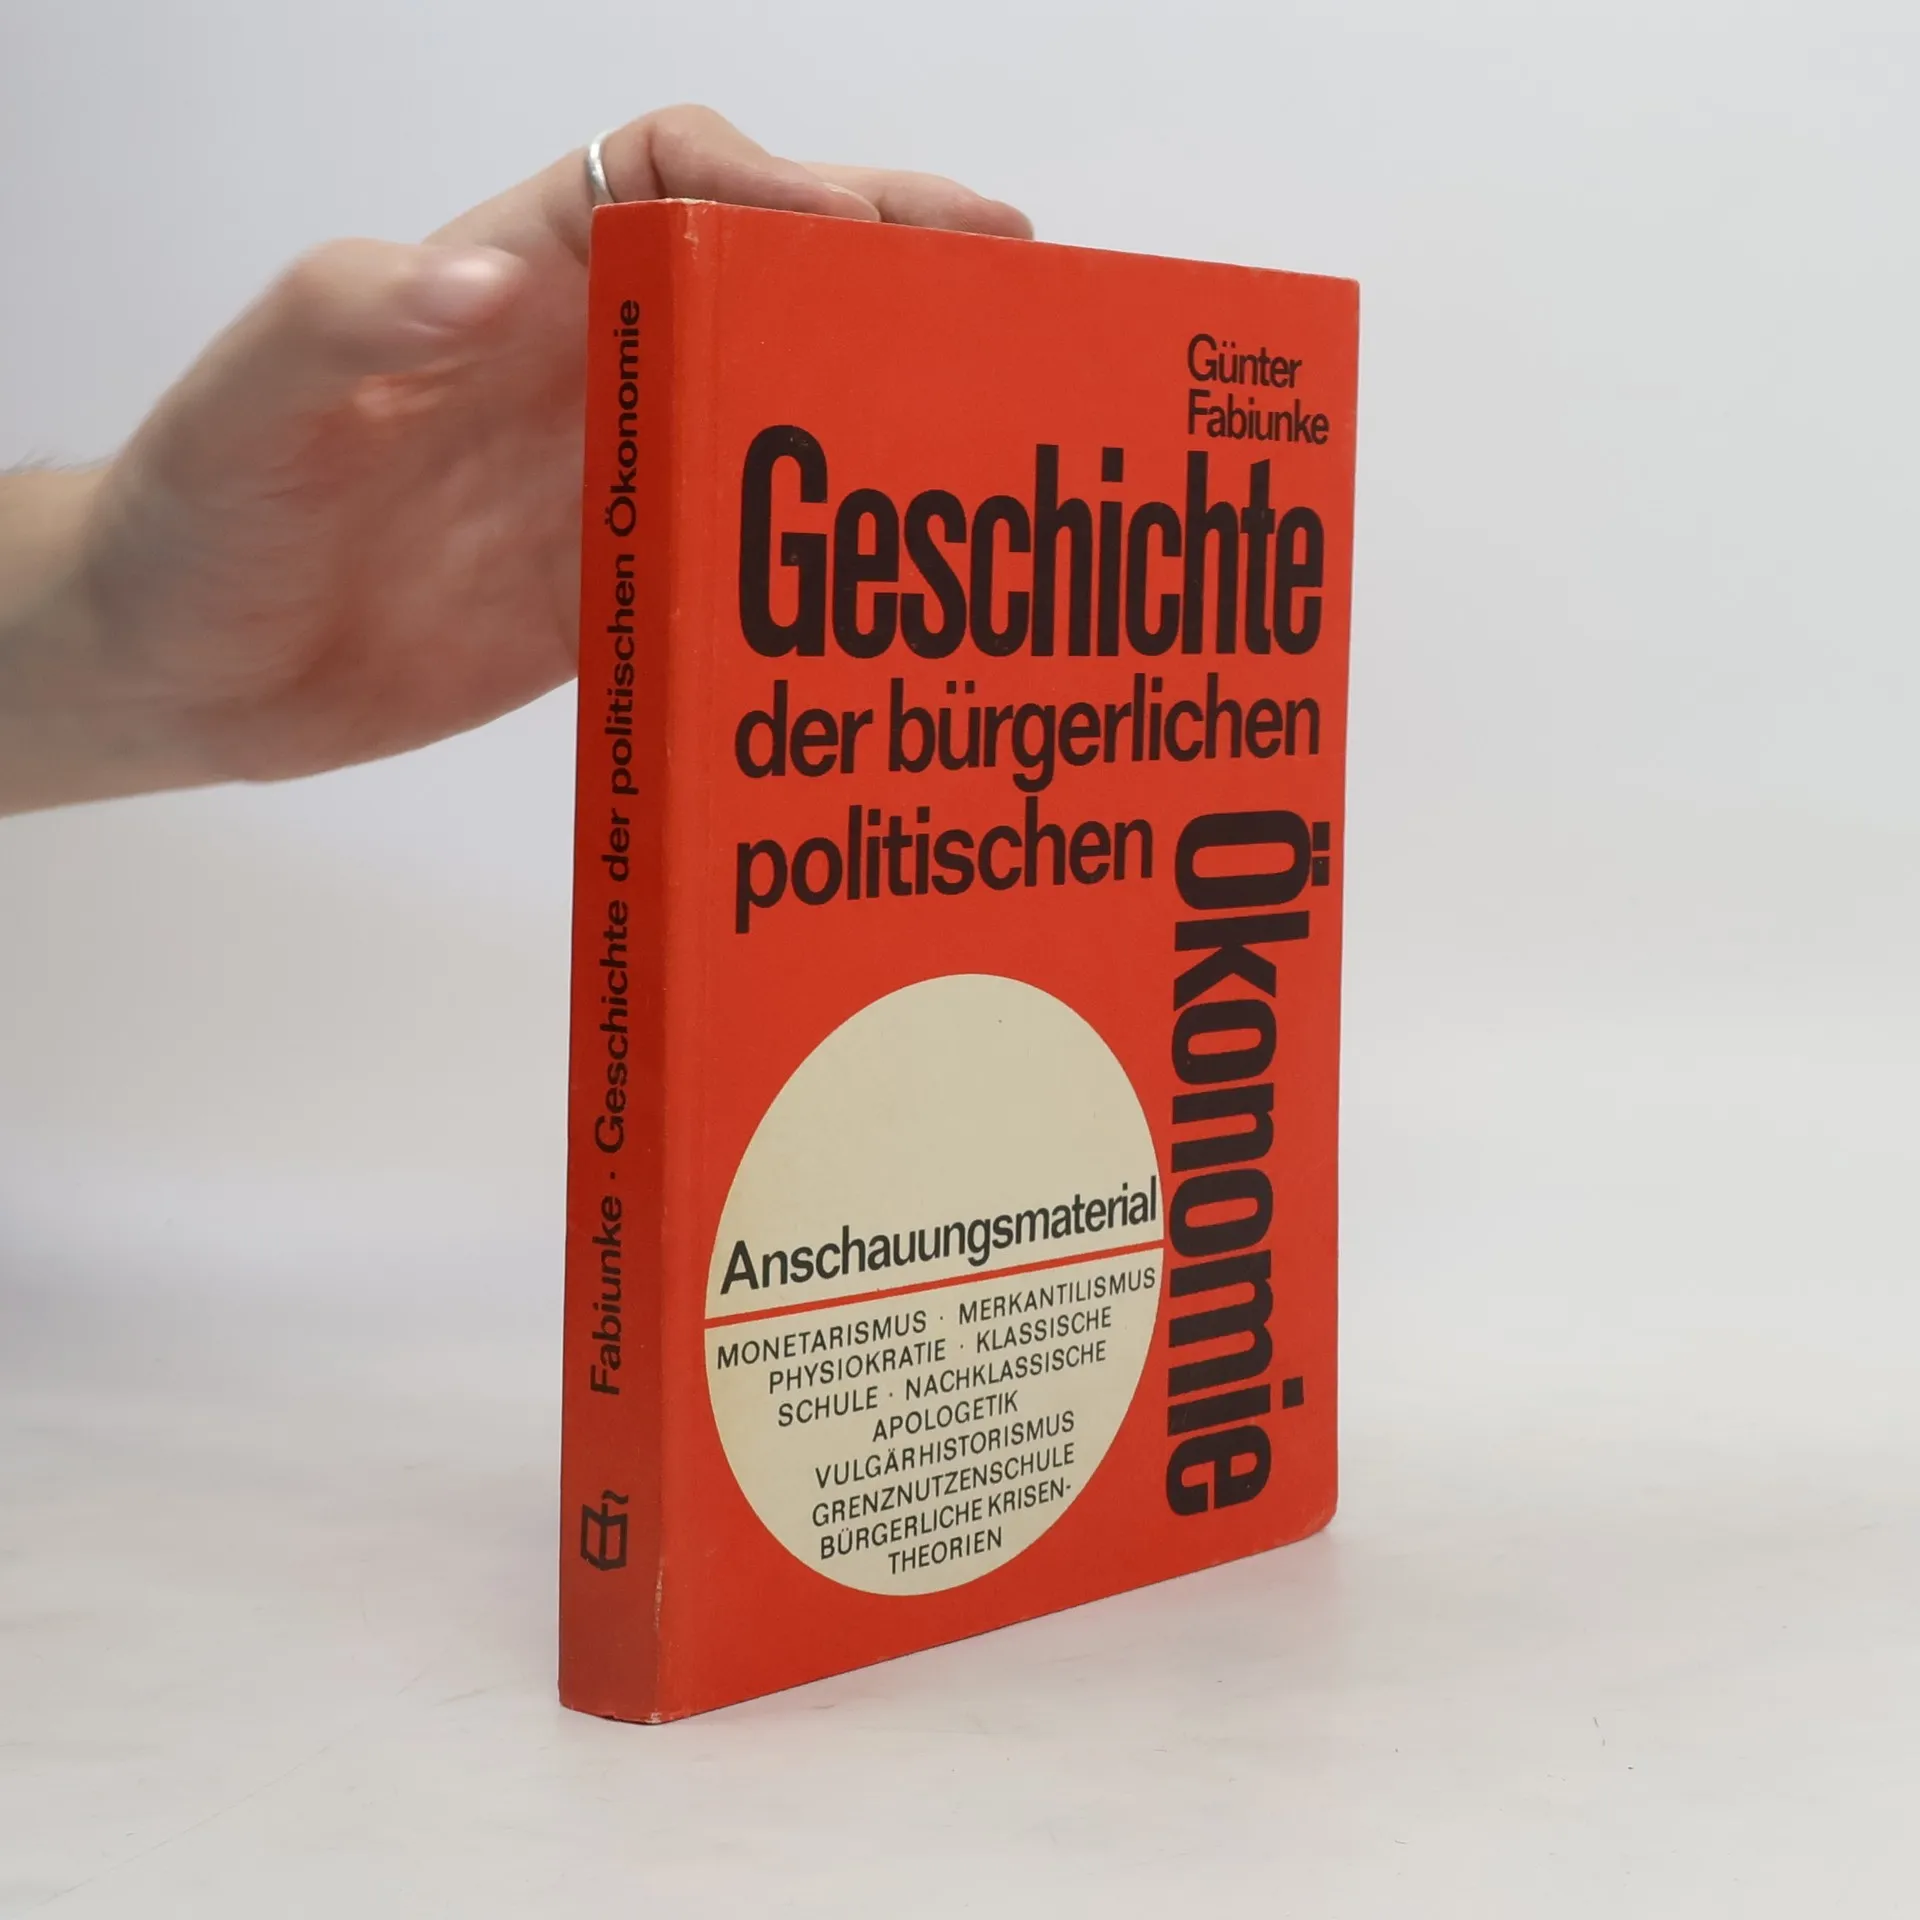 Günter
Fabiunke
Geschichte
der bürgerlichen
politischen
Ökonomie
Anschauungsmaterial
MONETARISMUS · MERKANTILISMUS
PHYSIOKRATIE · KLASSISCHE
SCHULE · NACHKLASSISCHE
APOLOGETIK
VULGÄRHISTORISMUS
GRENZNUTZENSCHULE
BÜRGERLICHE KRISEN-
THEORIEN
Fabiunke · Geschichte der politischen Ökonomie